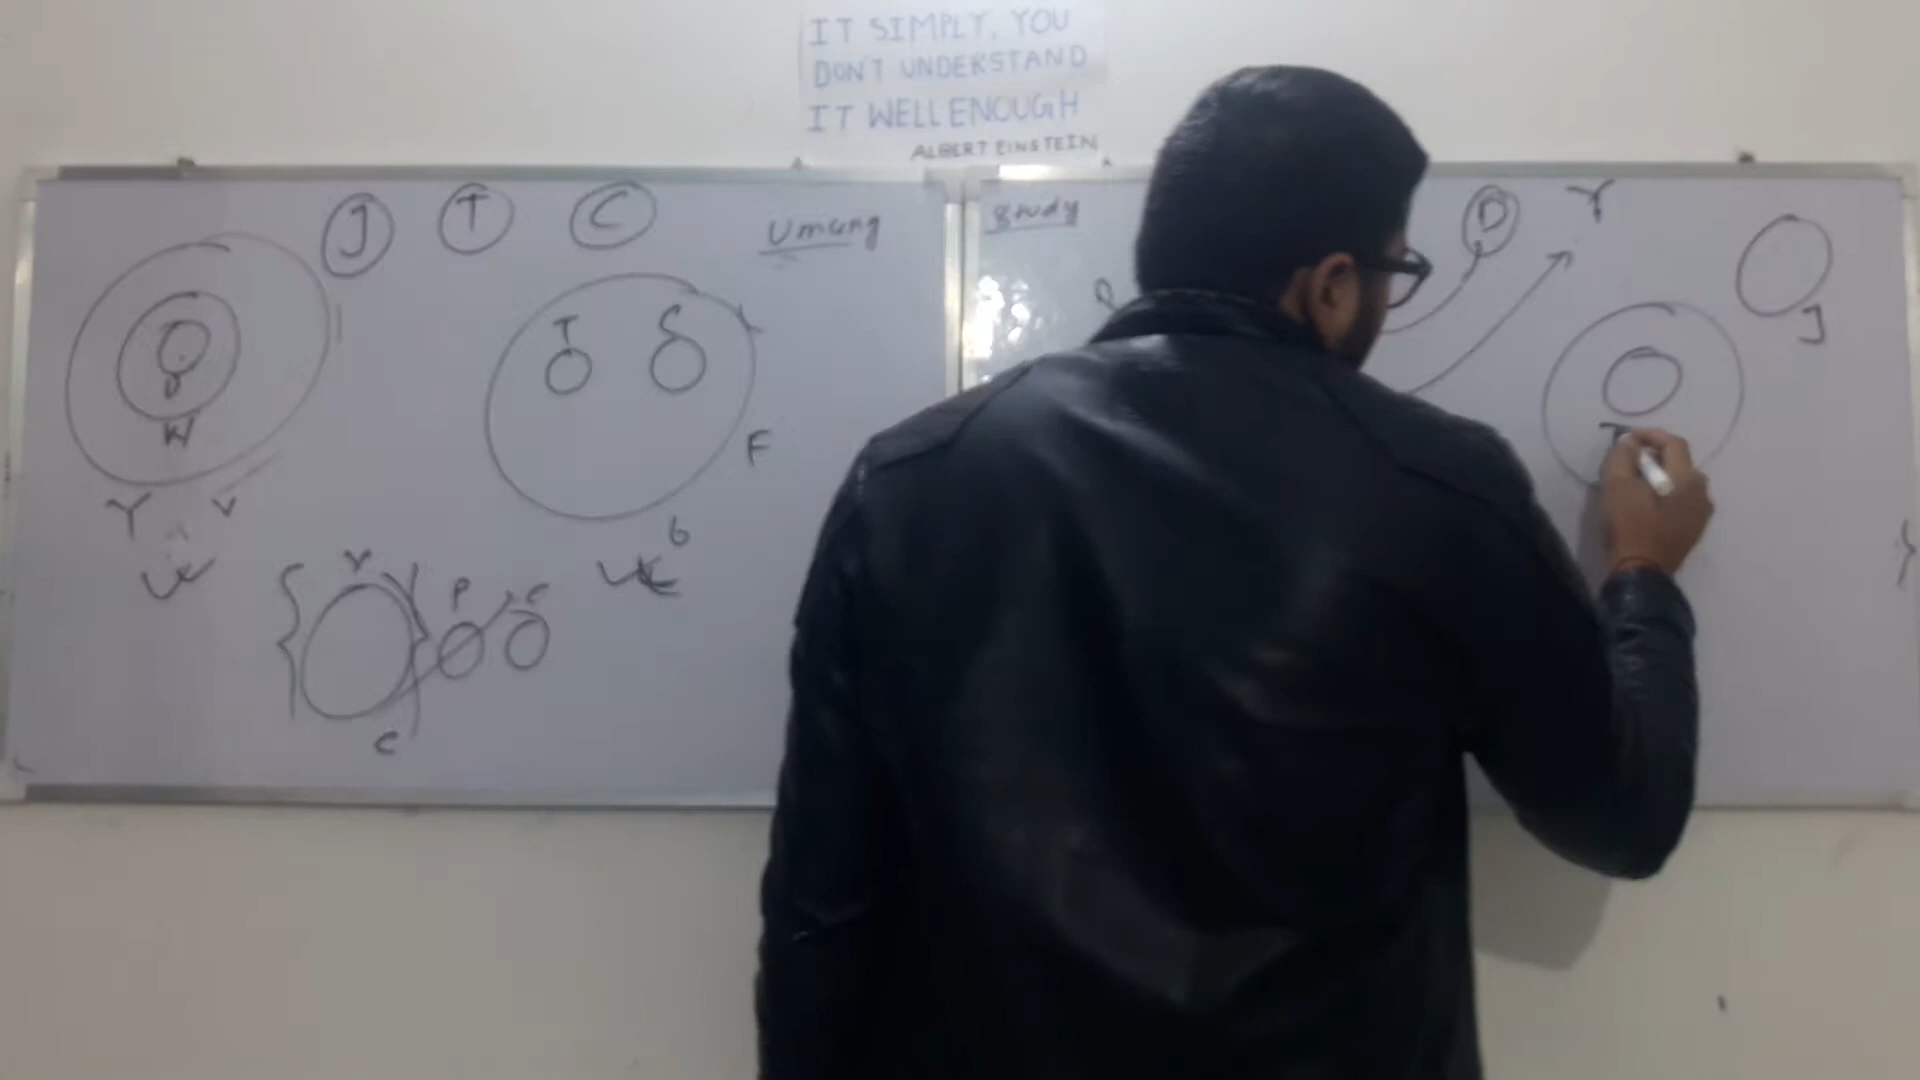 IT SIMPLY, YOU
DON'T UNDERSTAND
IT WELL ENOUGH
ALBERT EINSTEIN
J T C
Umang
Study
D
Y
J
T
F
W
Y V
G
V
P
C
T